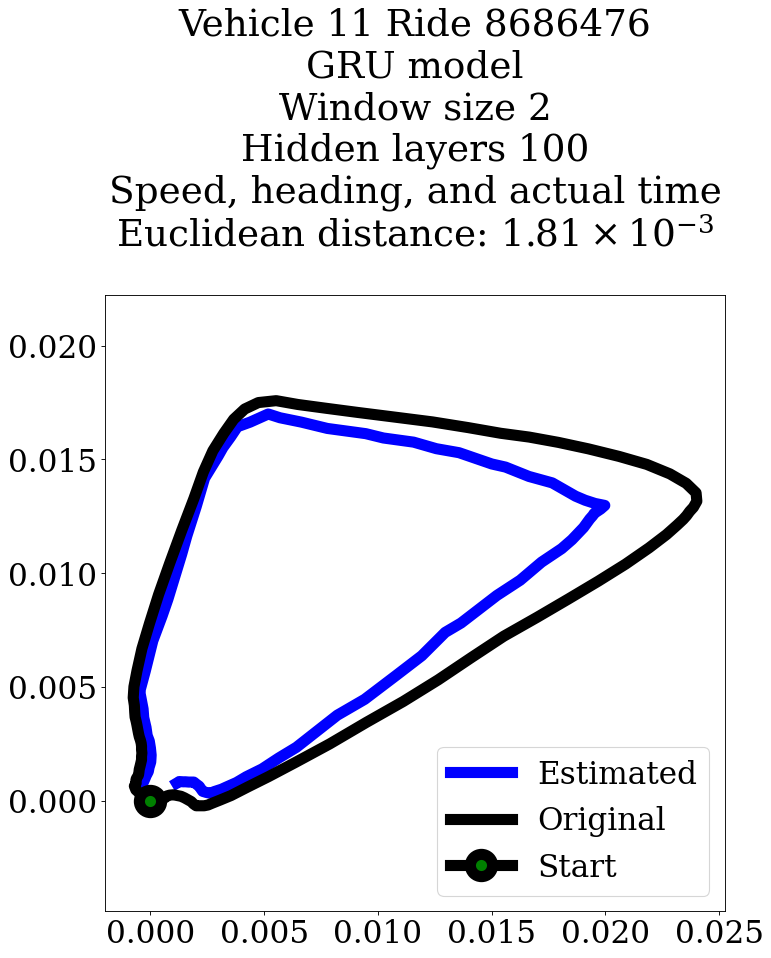 Vehicle 11 Ride 8686476
GRU model
Window size 2
Hidden layers 100
Speed, heading, and actual time
Euclidean distance: 1.81 × 10⁻³
0.020
0.015
0.010
0.005
0.000
Estimated
Original
Start
0.000 0.005 0.010 0.015 0.020 0.025